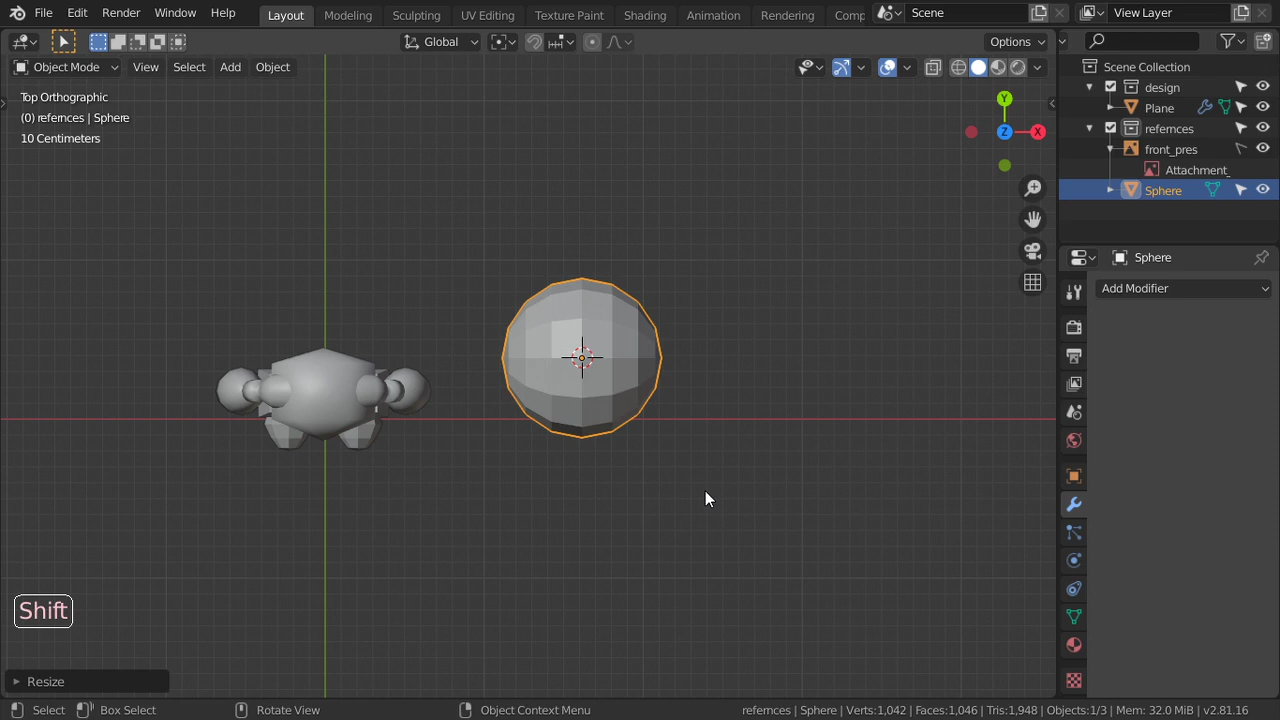 File Edit Render Window Help Layout Modeling Sculpting UV Editing Texture Paint Shading Animation Rendering Comp Scene View Layer
Global Options
Object Mode View Select Add Object
Top Orthographic
(0) refernces | Sphere
10 Centimeters
Y
Z X
Scene Collection
design
Plane
refernces
front_pres
Attachment_
Sphere
Sphere
Add Modifier
Shift
Resize
Select Box Select Rotate View Object Context Menu refernces | Sphere | Verts:1,042 | Faces:1,046 | Tris:1,948 | Objects:1/3 | Mem: 32.0 MiB | v2.81.16